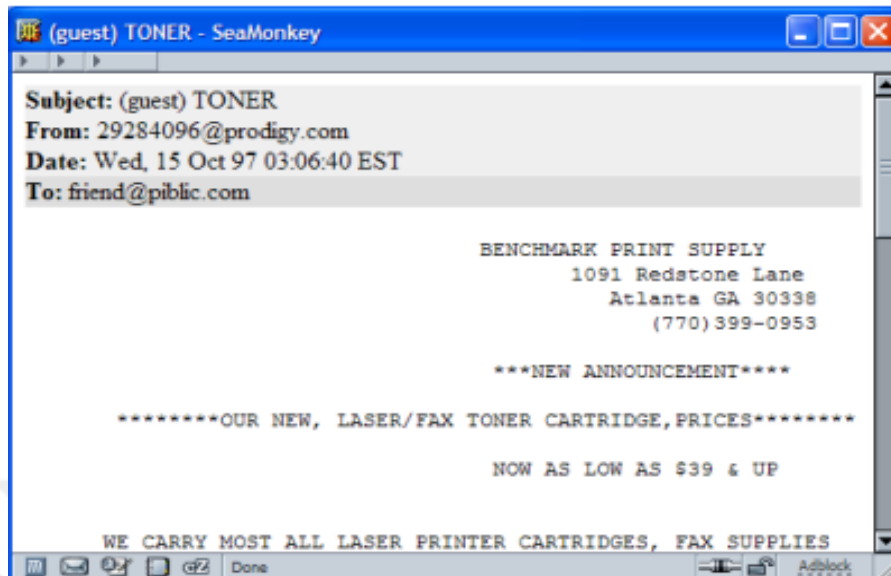 (guest) TONER - SeaMonkey
Subject: (guest) TONER
From: 29284096@prodigy.com
Date: Wed, 15 Oct 97 03:06:40 EST
To: friend@piblic.com
BENCHMARK PRINT SUPPLY
1091 Redstone Lane
Atlanta GA 30338
(770)399-0953
***NEW ANNOUNCEMENT****
********OUR NEW, LASER/FAX TONER CARTRIDGE,PRICES********
NOW AS LOW AS $39 & UP
WE CARRY MOST ALL LASER PRINTER CARTRIDGES, FAX SUPPLIES
Done
Adblock